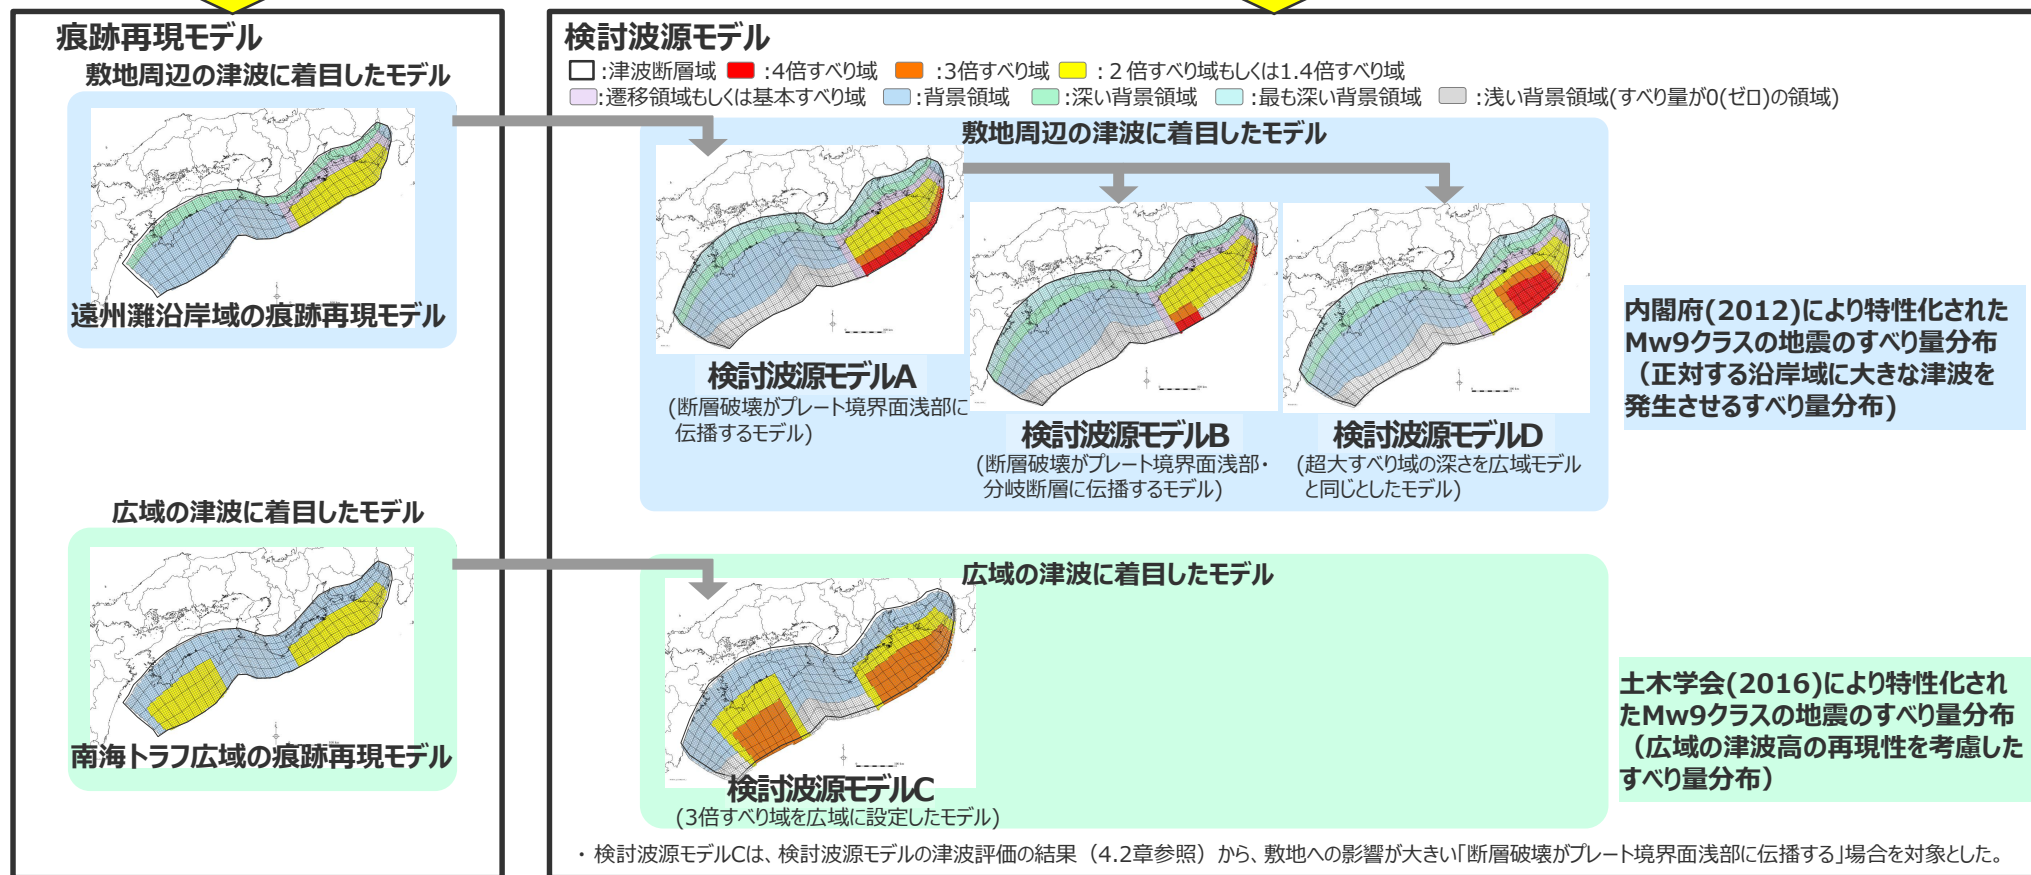 痕跡再現モデル
敷地周辺の津波に着目したモデル
遠州灘沿岸域の痕跡再現モデル
広域の津波に着目したモデル
南海トラフ広域の痕跡再現モデル
検討波源モデル
:津波断層域 :4倍すべり域 :3倍すべり域 :２倍すべり域もしくは1.4倍すべり域
:遷移領域もしくは基本すべり域 :背景領域 :深い背景領域 :最も深い背景領域 :浅い背景領域(すべり量が0(ゼロ)の領域)
敷地周辺の津波に着目したモデル
検討波源モデルA
(断層破壊がプレート境界面浅部に
伝播するモデル)
検討波源モデルB
(断層破壊がプレート境界面浅部・
分岐断層に伝播するモデル)
検討波源モデルD
(超大すべり域の深さを広域モデル
と同じとしたモデル)
内閣府(2012)により特性化された
Mw9クラスの地震のすべり量分布
（正対する沿岸域に大きな津波を
発生させるすべり量分布)
広域の津波に着目したモデル
検討波源モデルC
(3倍すべり域を広域に設定したモデル)
土木学会(2016)により特性化され
たMw9クラスの地震のすべり量分布
（広域の津波高の再現性を考慮した
すべり量分布）
・検討波源モデルCは、検討波源モデルの津波評価の結果（4.2章参照）から、敷地への影響が大きい「断層破壊がプレート境界面浅部に伝播する」場合を対象とした。